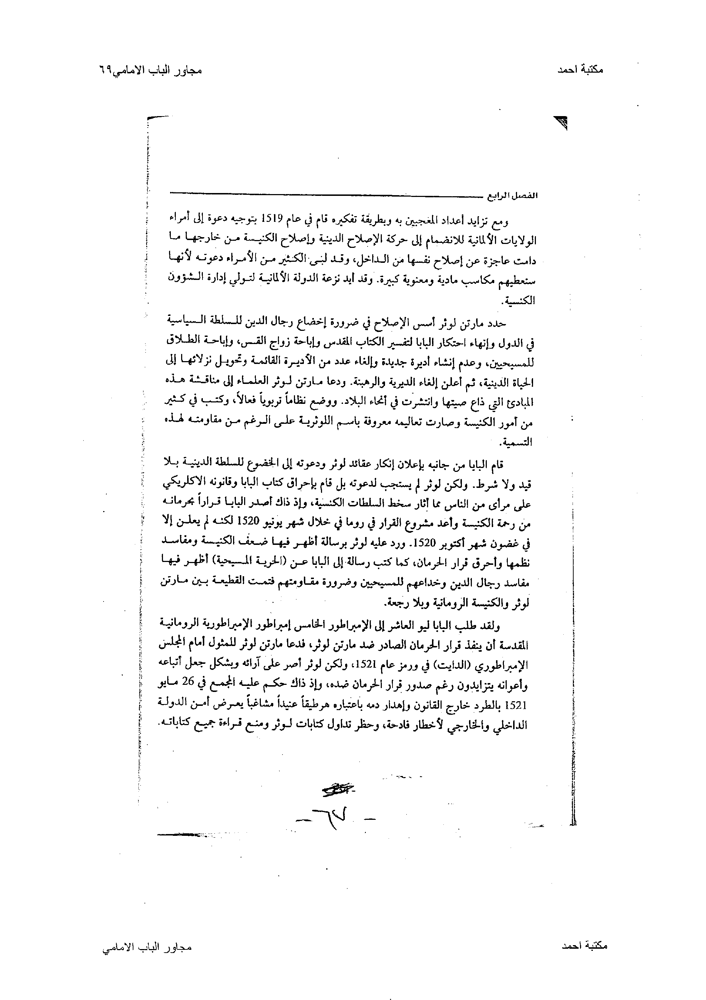 مكتبة احمد
مجاور الباب الامامي٦٩
الفصل الرابع
ومع تزايد أعداد المعجبين به وبطريقة تفكيره قام في عام 1519 بتوجيه دعوة إلى أمراء
الولايات الألمانية للانضمام إلى حركة الإصلاح الدينية وإصلاح الكنيسة من خارجها ما
دامت عاجزة عن إصلاح نفسها من الداخل، وقد لبى الكثير من الأمراء دعوته لأنها
ستعطيهم مكاسب مادية ومعنوية كبيرة. وقد أيد نزعة الدولة الألمانية لتولي إدارة الشؤون
الكنسية.
حدد مارتن لوثر أسس الإصلاح في ضرورة إخضاع رجال الدين للسلطة السياسية
في الدول وإنهاء احتكار البابا لتفسير الكتاب المقدس وإباحة زواج القس، وإباحة الطلاق
للمسيحيين، وعدم إنشاء أديرة جديدة وإلغاء عدد من الأديرة القائمة وتحويل نزلائها إلى
الحياة الدينية، ثم أعلن إلغاء الديرية والرهبنة. ودعا مارتن لوثر العلماء إلى مناقشة هذه
المبادئ التي ذاع صيتها وانتشرت في أنحاء البلاد. ووضع نظاماً تربوياً فعالاً، وكتب في كثير
من أمور الكنيسة وصارت تعاليمه معروفة باسم اللوثرية على الرغم من مقاومته لهذه
التسمية.
قام البابا من جانبه بإعلان إنكار عقائد لوثر ودعوته إلى الخضوع للسلطة الدينية بلا
قيد ولا شرط. ولكن لوثر لم يستجب لدعوته بل قام بإحراق كتاب البابا وقانونه الاكلريكي
على مرأى من الناس مما أثار سخط السلطات الكنسية، وإذ ذاك أصدر البابا قراراً بحرمانه
من رحمة الكنيسة وأعد مشروع القرار في روما في خلال شهر يونيو 1520 لكنه لم يعلن إلا
في غضون شهر أكتوبر 1520. ورد عليه لوثر برسالة أظهر فيها ضعف الكنيسة ومفاسد
نظمها وأحرق قرار الحرمان، كما كتب رسالة إلى البابا عن (الحرية المسيحية) أظهر فيها
مفاسد رجال الدين وخداعهم للمسيحيين وضرورة مقاومتهم فتمت القطيعة بين مارتن
لوثر والكنيسة الرومانية وبلا رجعة.
ولقد طلب البابا ليو العاشر إلى الإمبراطور الخامس إمبراطور الإمبراطورية الرومانية
المقدسة أن ينفذ قرار الحرمان الصادر ضد مارتن لوثر، فدعا مارتن لوثر للمثول أمام المجلس
الإمبراطوري (الدايت) في ورمز عام 1521، ولكن لوثر أصر على آرائه وبشكل جعل أتباعه
وأعوانه يتزايدون رغم صدور قرار الحرمان ضده، وإذ ذاك حكم عليه المجمع في 26 مايو
1521 بالطرد خارج القانون وإهدار دمه باعتباره هرطيقاً عنيداً مشاغباً يعرض أمن الدولة
الداخلي والخارجي لأخطار فادحة، وحظر تداول كتابات لوثر ومنع قراءة جميع كتاباته.
- ٦٧ -
مكتبة احمد
مجاور الباب الامامي